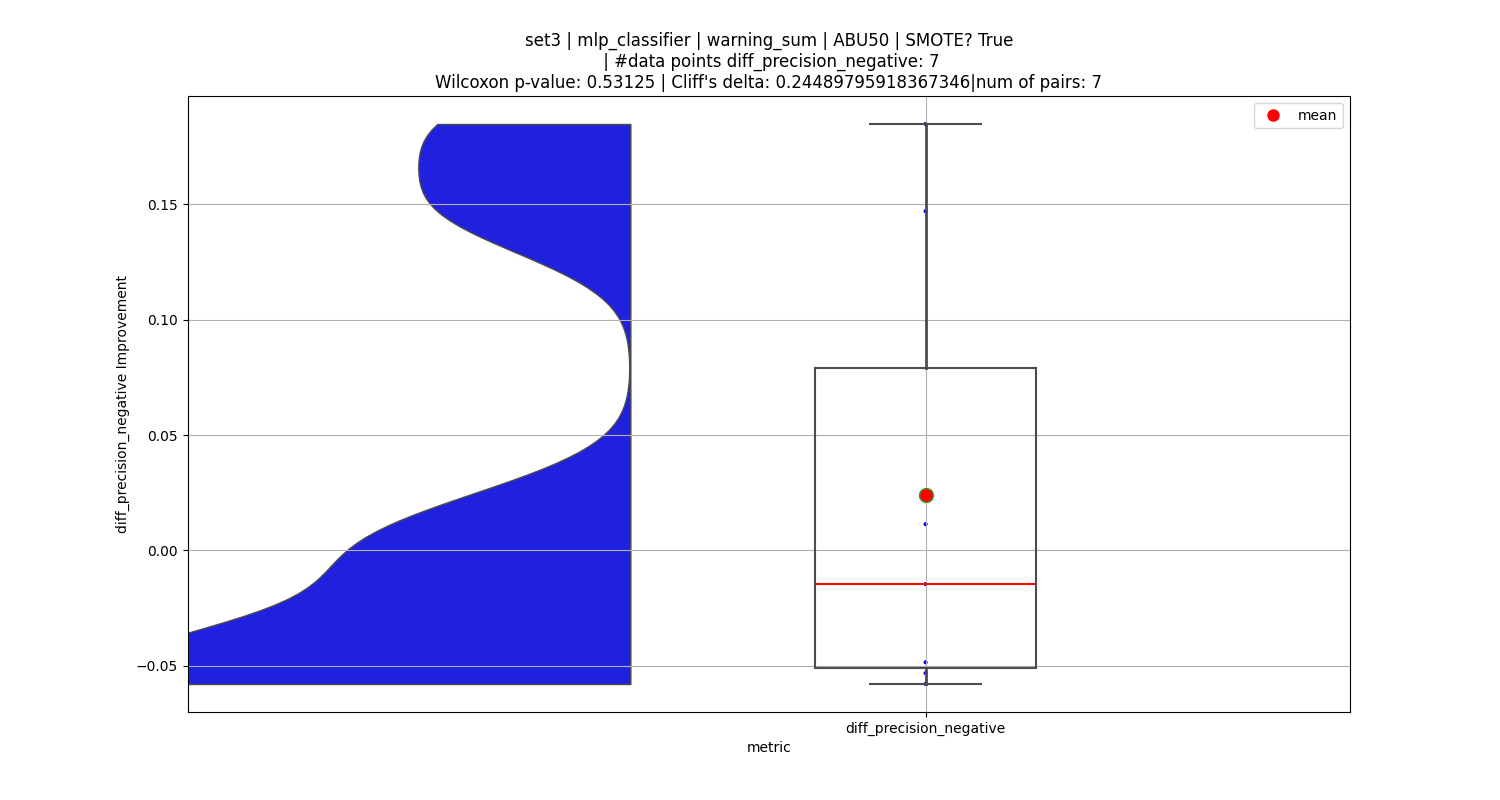 set3 | mlp_classifier | warning_sum | ABU50 | SMOTE? True
| #data points diff_precision_negative: 7
Wilcoxon p-value: 0.53125 | Cliff's delta: 0.24489795918367346|num of pairs: 7
mean
0.15
0.10
0.05
0.00
−0.05
diff_precision_negative Improvement
diff_precision_negative
metric